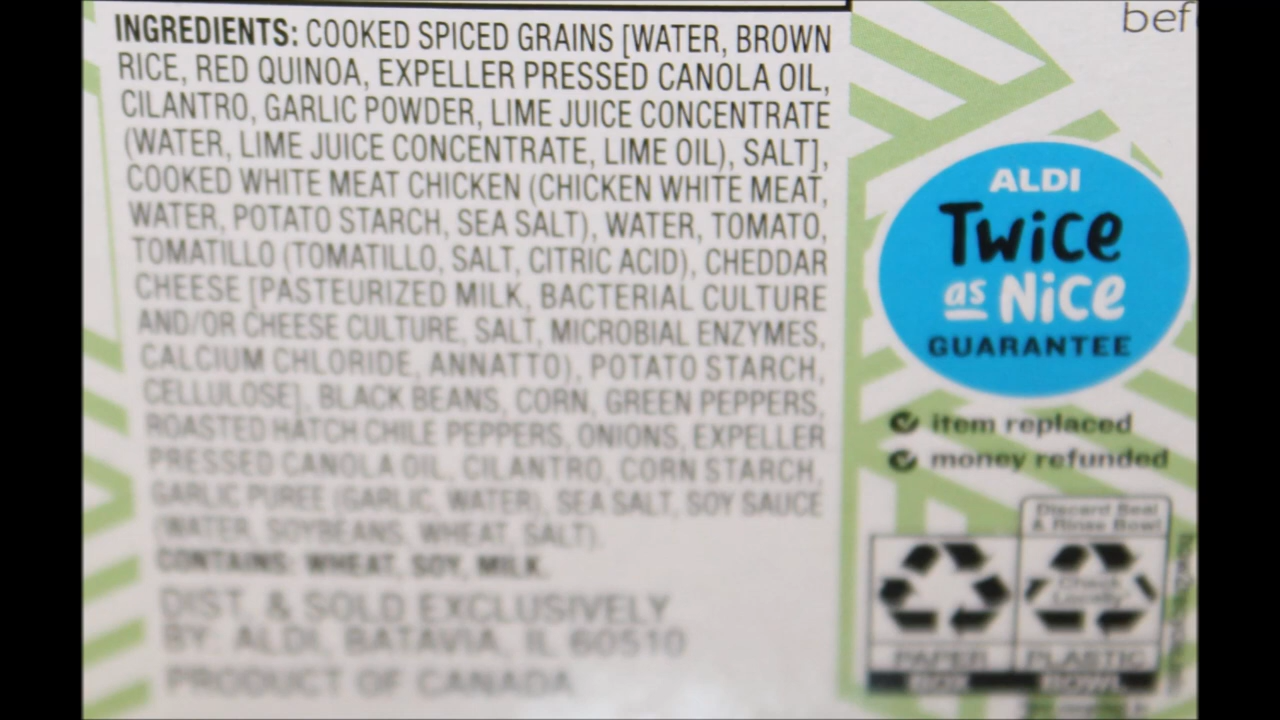 INGREDIENTS: COOKED SPICED GRAINS [WATER, BROWN
RICE, RED QUINOA, EXPELLER PRESSED CANOLA OIL,
CILANTRO, GARLIC POWDER, LIME JUICE CONCENTRATE
(WATER, LIME JUICE CONCENTRATE, LIME OIL), SALT],
COOKED WHITE MEAT CHICKEN (CHICKEN WHITE MEAT,
WATER, POTATO STARCH, SEA SALT), WATER, TOMATO,
TOMATILLO (TOMATILLO, SALT, CITRIC ACID), CHEDDAR
CHEESE [PASTEURIZED MILK, BACTERIAL CULTURE
AND/OR CHEESE CULTURE, SALT, MICROBIAL ENZYMES,
CALCIUM CHLORIDE, ANNATTO), POTATO STARCH,
CELLULOSE], BLACK BEANS, CORN, GREEN PEPPERS,
ROASTED HATCH CHILE PEPPERS, ONIONS, EXPELLER
PRESSED CANOLA OIL, CILANTRO, CORN STARCH,
GARLIC PUREE (GARLIC, WATER), SEA SALT, SOY SAUCE
(WATER, SOYBEANS, WHEAT, SALT).
CONTAINS: WHEAT, SOY, MILK.
DIST. & SOLD EXCLUSIVELY
BY: ALDI, BATAVIA, IL 60510
PRODUCT OF CANADA
bef
ALDI
Twice
as Nice
GUARANTEE
item replaced
money refunded
Discard Seal
& Rinse Bowl
Check
Locally
PAPER
PLASTIC
BOX
BOWL